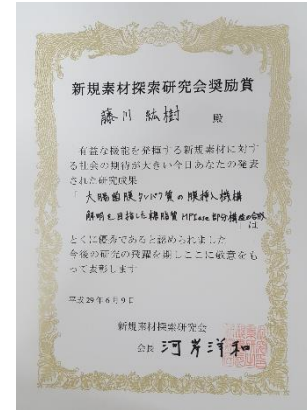 新規素材探索研究会奨励賞
藤川 紘樹 殿
有益な機能を発揮する新規素材に対す
る社会の期待が大きい今日あなたの発表
された研究成果
「大腸菌膜タンパク質の膜挿入機構
解明を目指した糖脂質MPIase部分構造の合成」
は
とくに優秀であると認められました
今後の研究の飛躍を期しここに敬意をも
って表彰します
平成29年6月9日
新規素材探索研究会
会長 河岸洋和